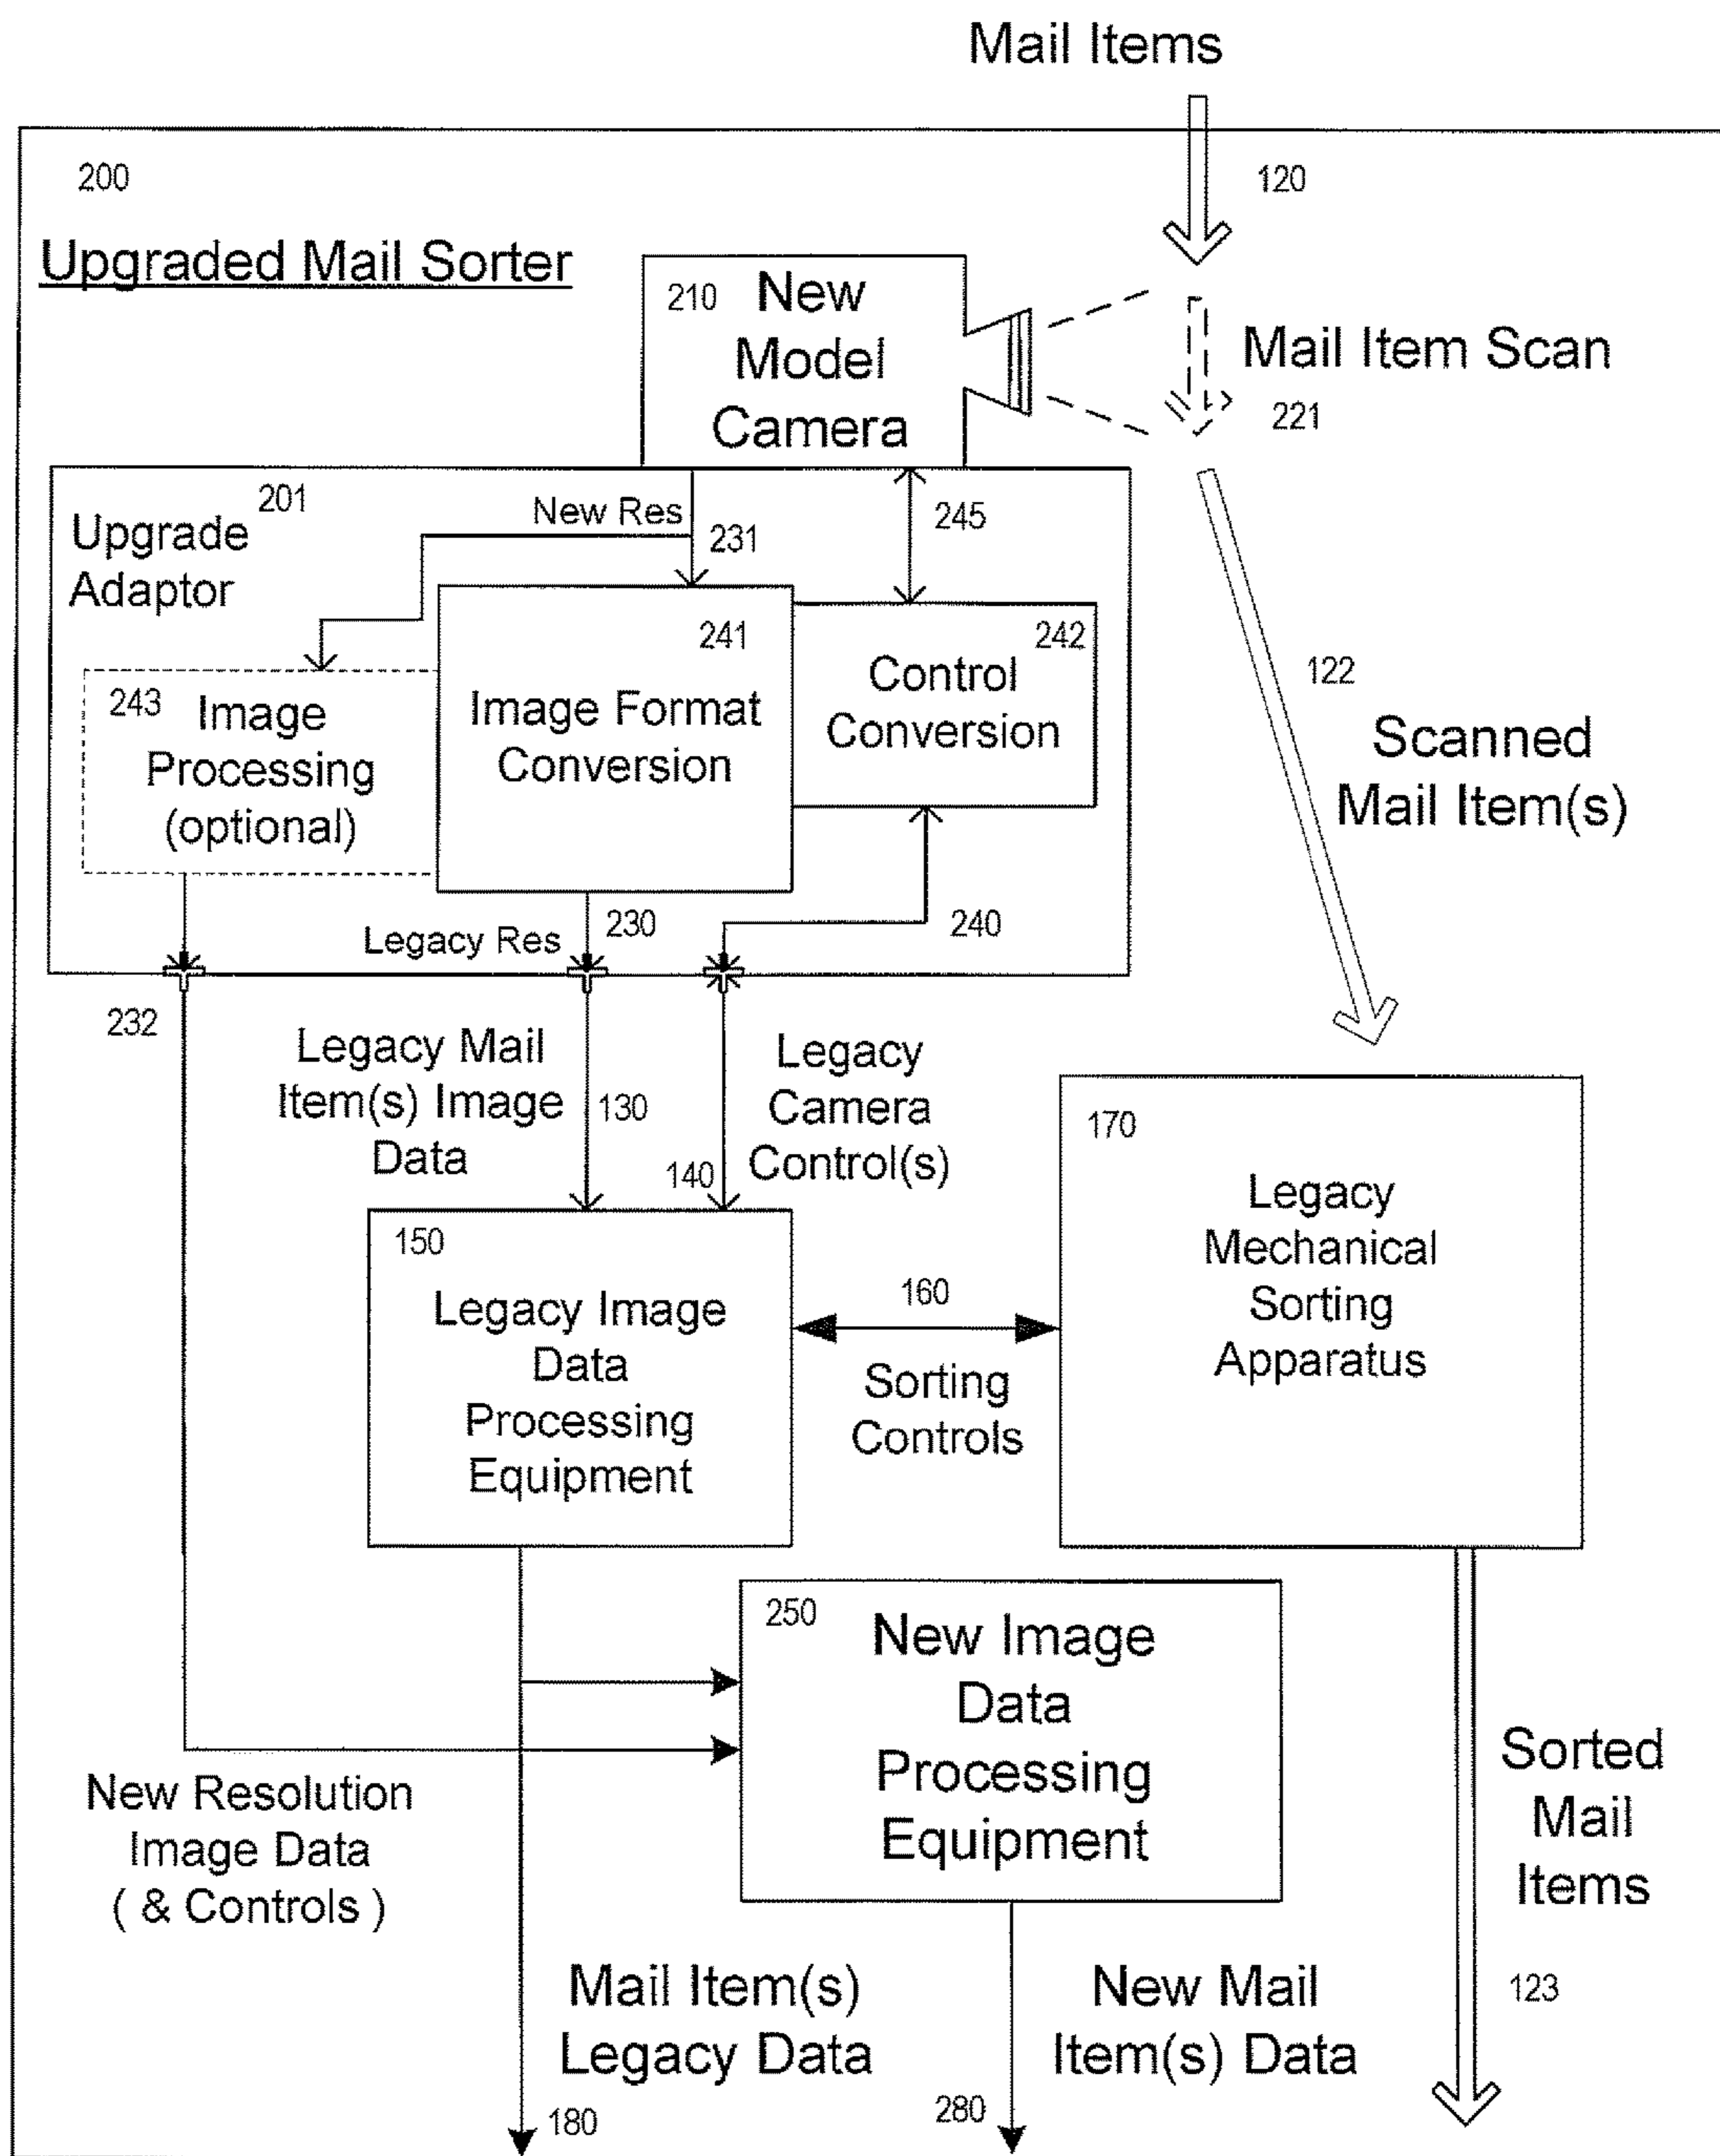 Mail Items
200
120
Upgraded Mail Sorter
210
New
Model
Camera
Mail Item Scan
221
201
Upgrade
Adaptor
New Res
231
245
243
Image
Processing
(optional)
241
Image Format
Conversion
242
Control
Conversion
122
Scanned
Mail Item(s)
Legacy Res
230
240
232
Legacy Mail
Item(s) Image
Data
130
Legacy
Camera
Control(s)
140
150
Legacy Image
Data
Processing
Equipment
160
Sorting
Controls
170
Legacy
Mechanical
Sorting
Apparatus
250
New Image
Data
Processing
Equipment
New Resolution
Image Data
( & Controls )
Sorted
Mail
Items
123
Mail Item(s)
Legacy Data
180
New Mail
Item(s) Data
280